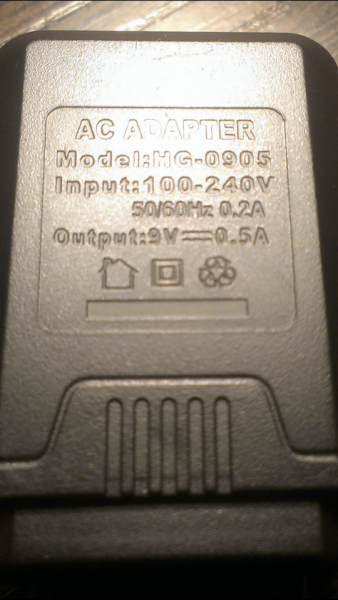 AC ADAPTER
Model:HG-0905
Input:100-240V
50/60Hz 0.2A
Output:9V⎓0.5A